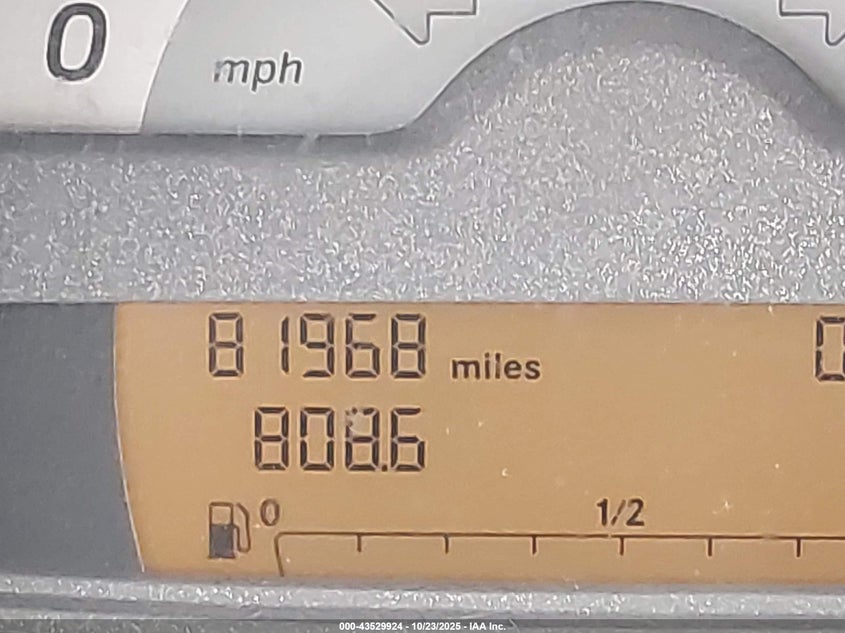 0
mph
81968 miles
808.6
0 1/2
000-43529924 - 10/23/2025 - IAA Inc.